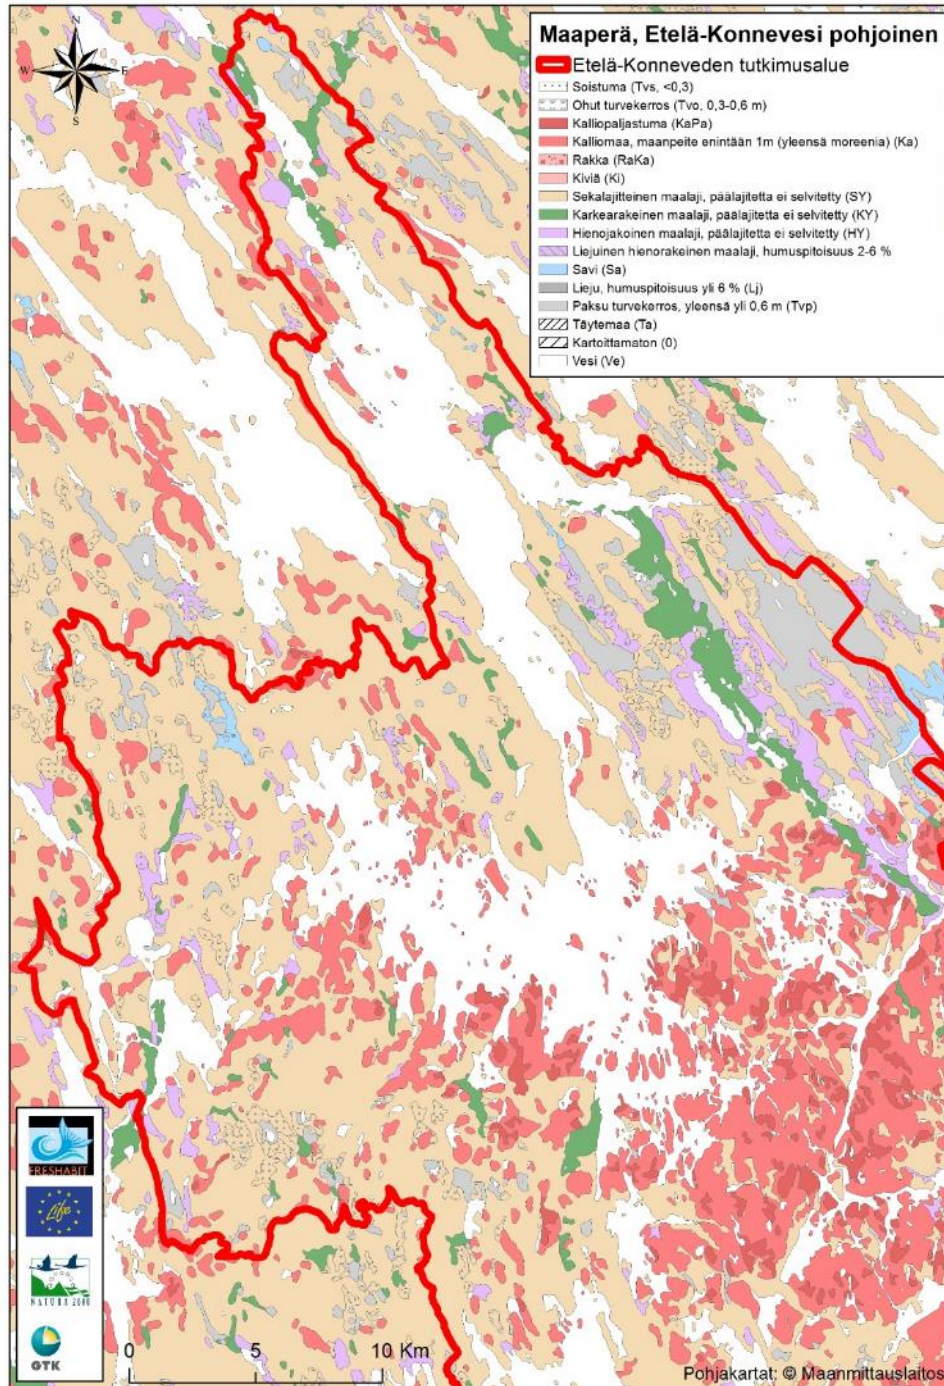 Maaperä, Etelä-Konnevesi pohjoinen
Etelä-Konneveden tutkimusalue
Soistuma (Tvs, <0,3)
Ohut turvekerros (Tvo, 0,3-0,6 m)
Kalliopaljastuma (KaPa)
Kalliomaa, maanpeite enintään 1m (yleensä moreenia) (Ka)
Rakka (RaKa)
Kiviä (Ki)
Sekalajitteinen maalaji, päälajitetta ei selvitetty (SY)
Karkearakeinen maalaji, päälajitetta ei selvitetty (KY)
Hienojakoinen maalaji, päälajitetta ei selvitetty (HY)
Liejuinen hienorakeinen maalaji, humuspitoisuus 2-6 %
Savi (Sa)
Lieju, humuspitoisuus yli 6 % (Lj)
Paksu turvekerros, yleensä yli 0,6 m (Tvp)
Täytemaa (Ta)
Kartoittamaton (0)
Vesi (Ve)
N
W E
S
FRESHABIT
Life
NATURA 2000
GTK
0 5 10 Km
Pohjakartat: © Maanmittauslaitos